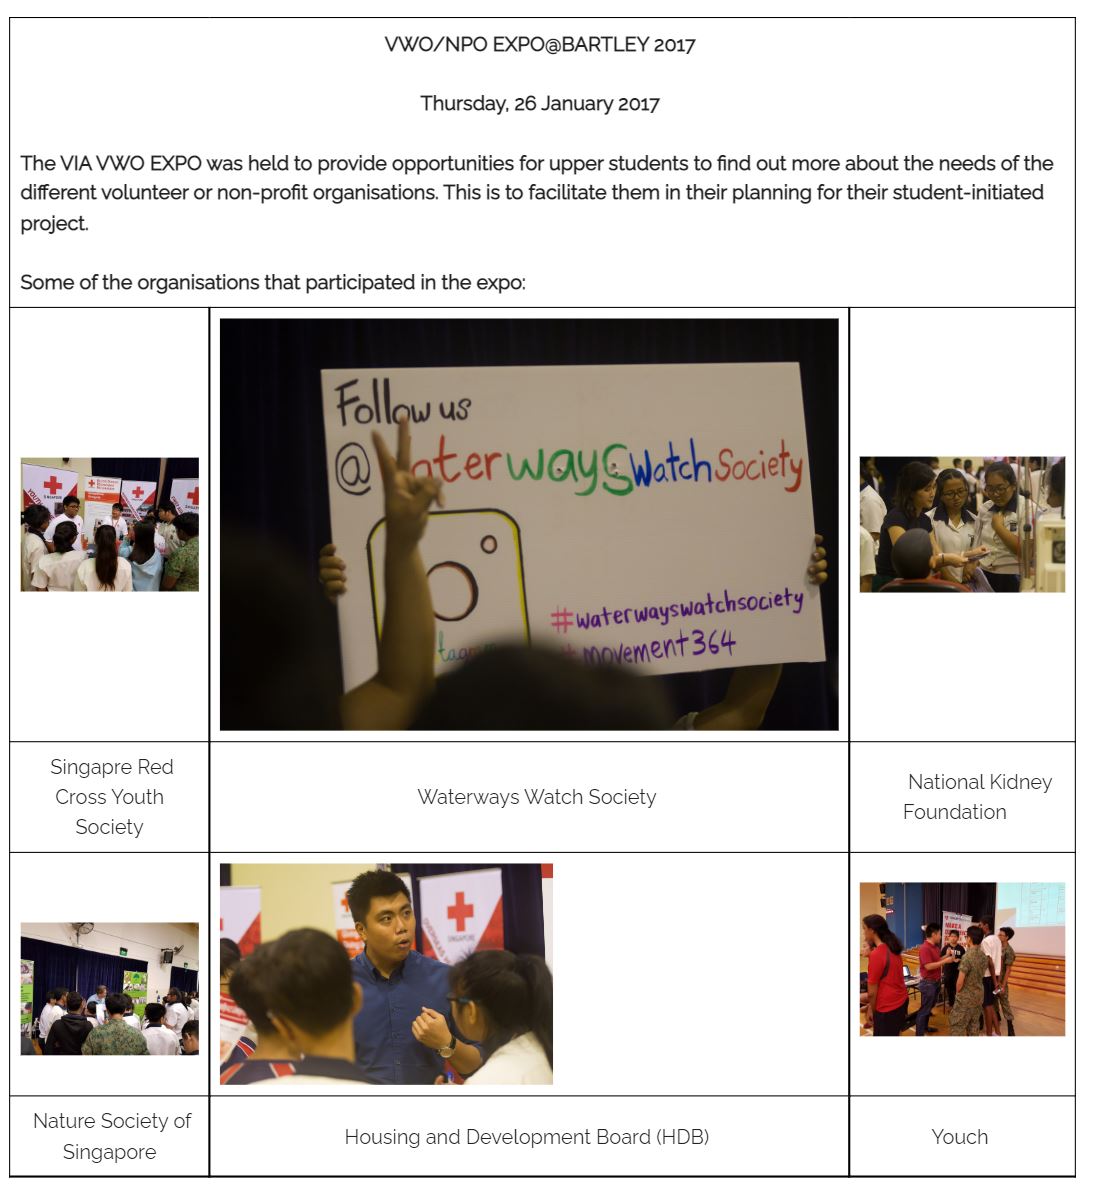 VWO/NPO EXPO@BARTLEY 2017
Thursday, 26 January 2017
The VIA VWO EXPO was held to provide opportunities for upper students to find out more about the needs of the
different volunteer or non-profit organisations. This is to facilitate them in their planning for their student-initiated
project.
Some of the organisations that participated in the expo:
Follow us
@ aterwayswatchSociety
#waterwayswatchsociety
# movement364
Singapre Red
Cross Youth
Society
Waterways Watch Society
National Kidney
Foundation
SINGAPORE
Nature Society of
Singapore
Housing and Development Board (HDB)
Youch